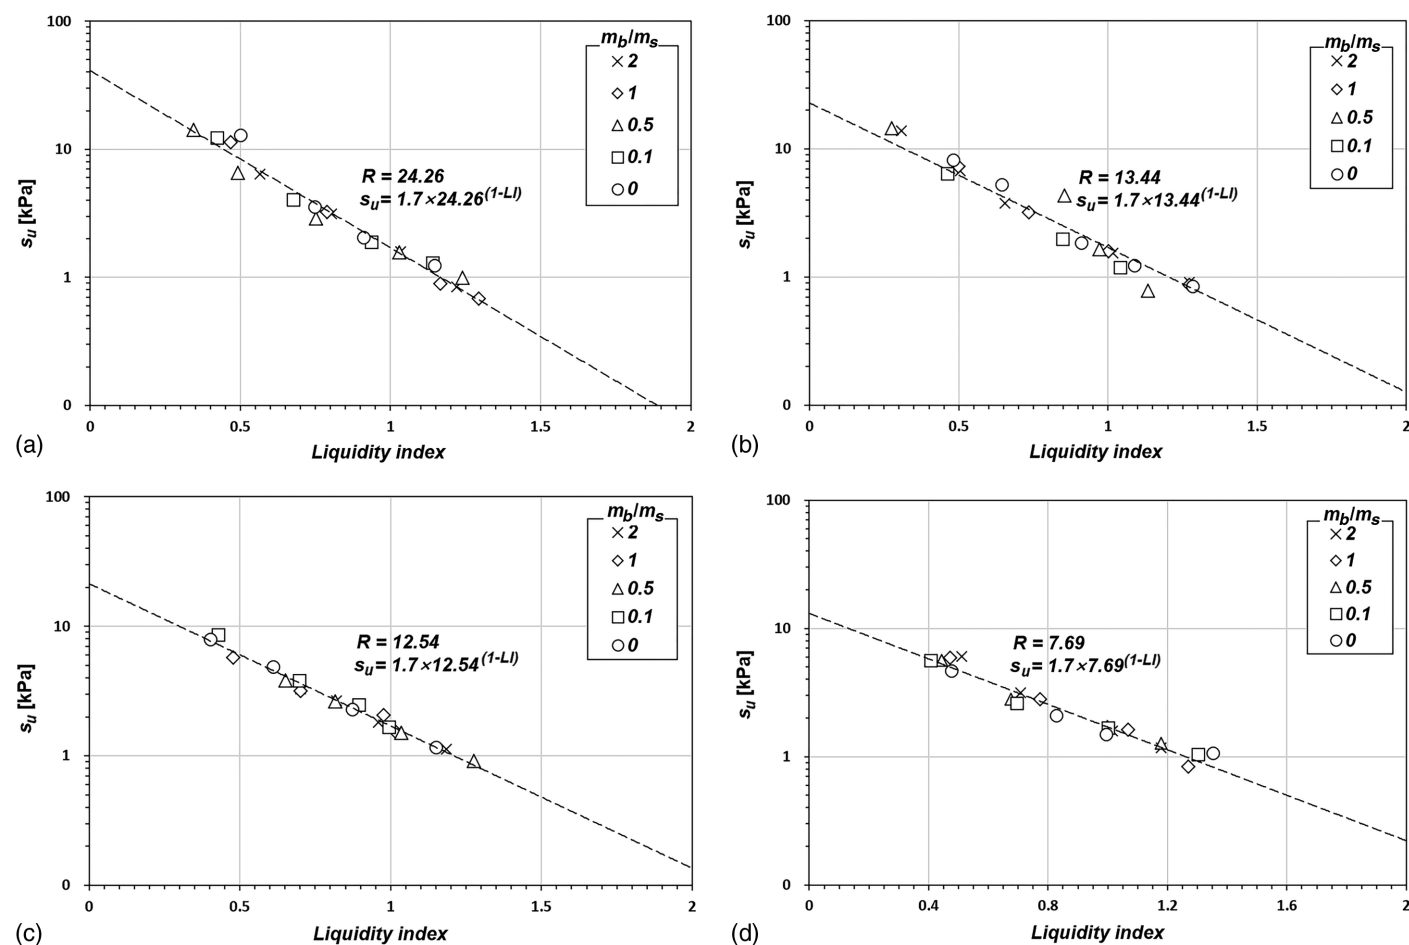 100
10
1
0
s_u [kPa]
0 0.5 1 1.5 2
Liquidity index
(a)
m_b/m_s
2
1
0.5
0.1
0
R = 24.26
s_u= 1.7×24.26^(1-LI)
100
10
1
0
s_u [kPa]
0 0.5 1 1.5 2
Liquidity index
(b)
m_b/m_s
2
1
0.5
0.1
0
R = 13.44
s_u= 1.7×13.44^(1-LI)
100
10
1
0
s_u [kPa]
0 0.5 1 1.5 2
Liquidity index
(c)
m_b/m_s
2
1
0.5
0.1
0
R = 12.54
s_u= 1.7×12.54^(1-LI)
100
10
1
0
s_u [kPa]
0 0.4 0.8 1.2 1.6 2
Liquidity index
(d)
m_b/m_s
2
1
0.5
0.1
0
R = 7.69
s_u= 1.7×7.69^(1-LI)